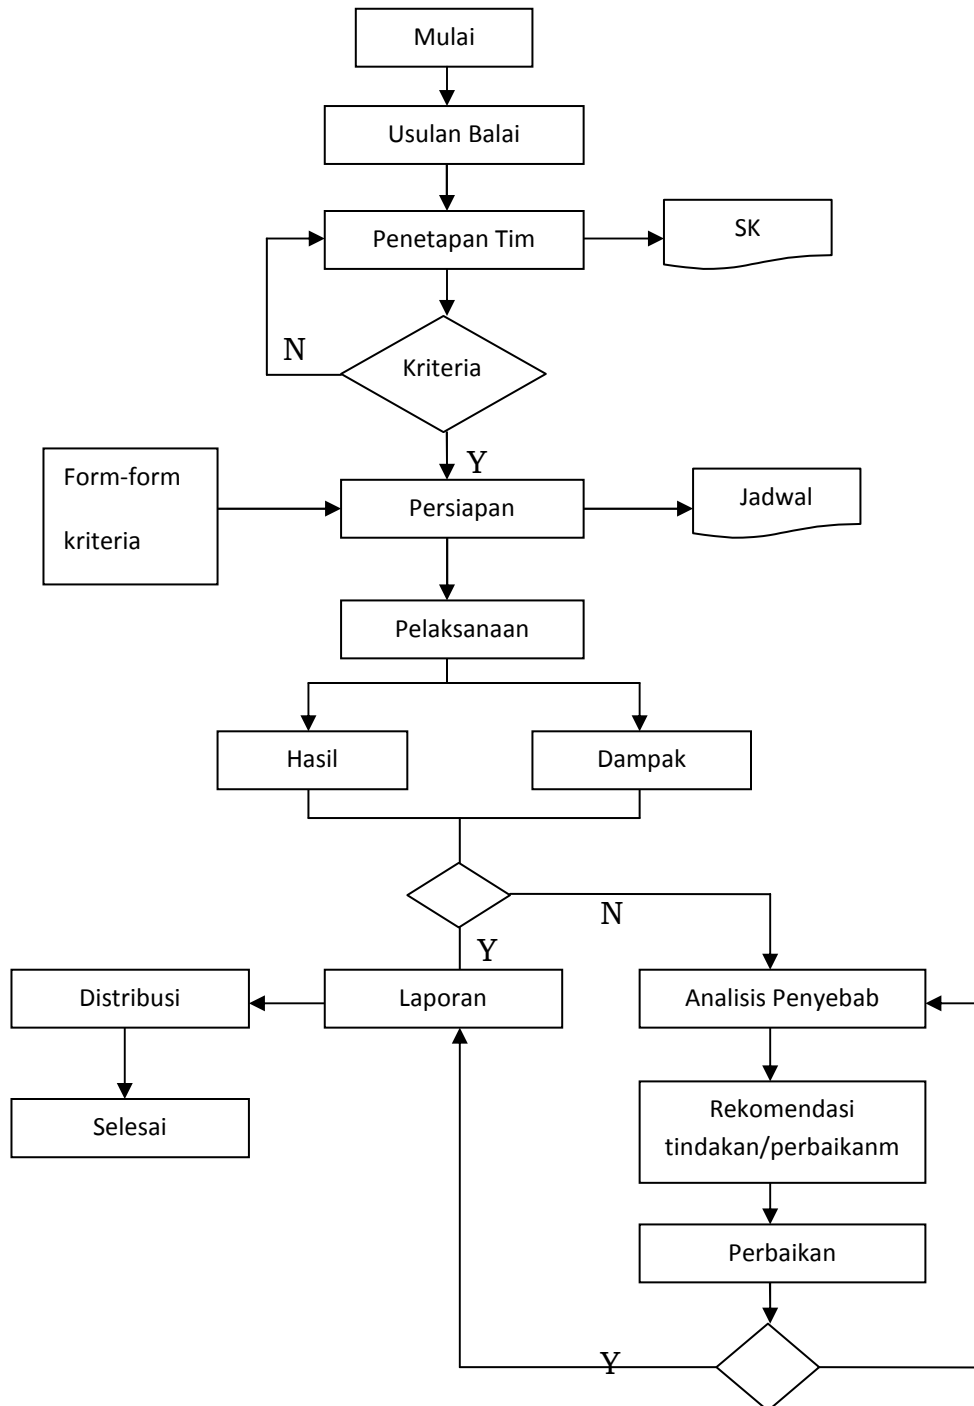 Mulai
Usulan Balai
Penetapan Tim
SK
N
Kriteria
Y
Form-form
kriteria
Persiapan
Jadwal
Pelaksanaan
Hasil
Dampak
N
Y
Distribusi
Laporan
Analisis Penyebab
Selesai
Rekomendasi
tindakan/perbaikanm
Perbaikan
Y